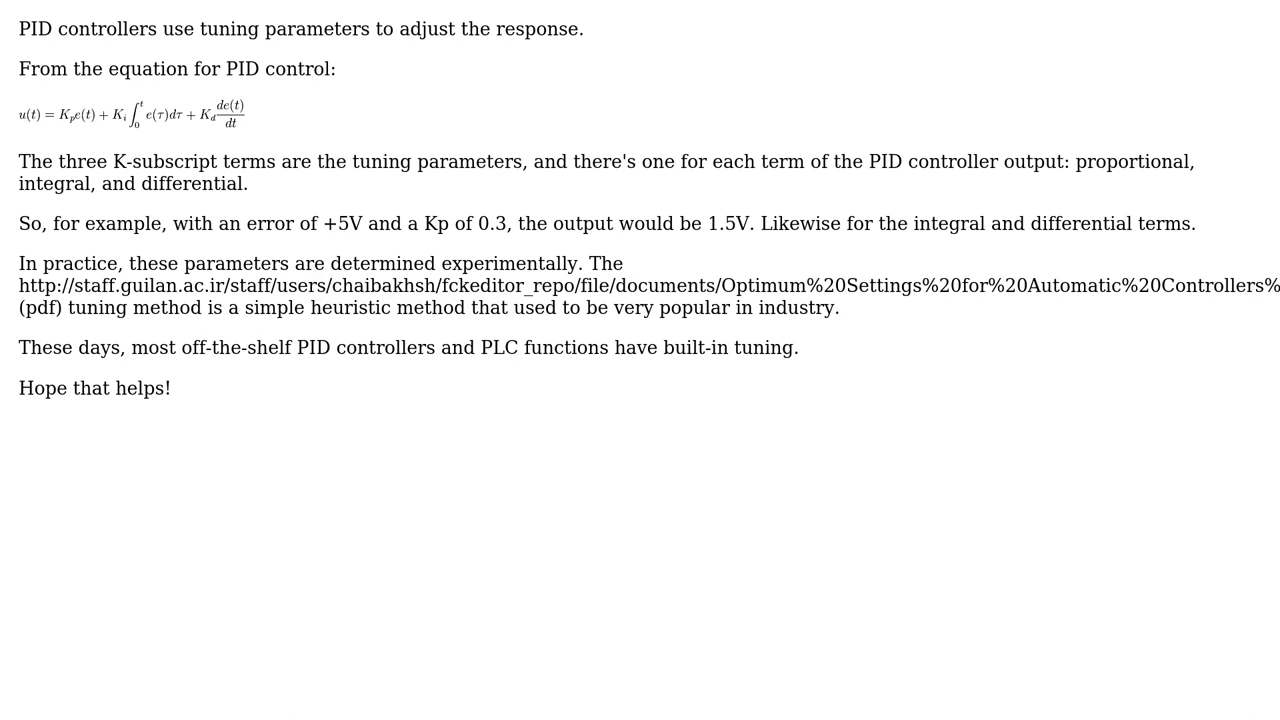 PID controllers use tuning parameters to adjust the response.
From the equation for PID control:
u(t) = K_p e(t) + K_i ∫_0^t e(τ)dτ + K_d de(t)/dt
The three K-subscript terms are the tuning parameters, and there's one for each term of the PID controller output: proportional,
integral, and differential.
So, for example, with an error of +5V and a Kp of 0.3, the output would be 1.5V. Likewise for the integral and differential terms.
In practice, these parameters are determined experimentally. The
http://staff.guilan.ac.ir/staff/users/chaibakhsh/fckeditor_repo/file/documents/Optimum%20Settings%20for%20Automatic%20Controllers%
(pdf) tuning method is a simple heuristic method that used to be very popular in industry.
These days, most off-the-shelf PID controllers and PLC functions have built-in tuning.
Hope that helps!